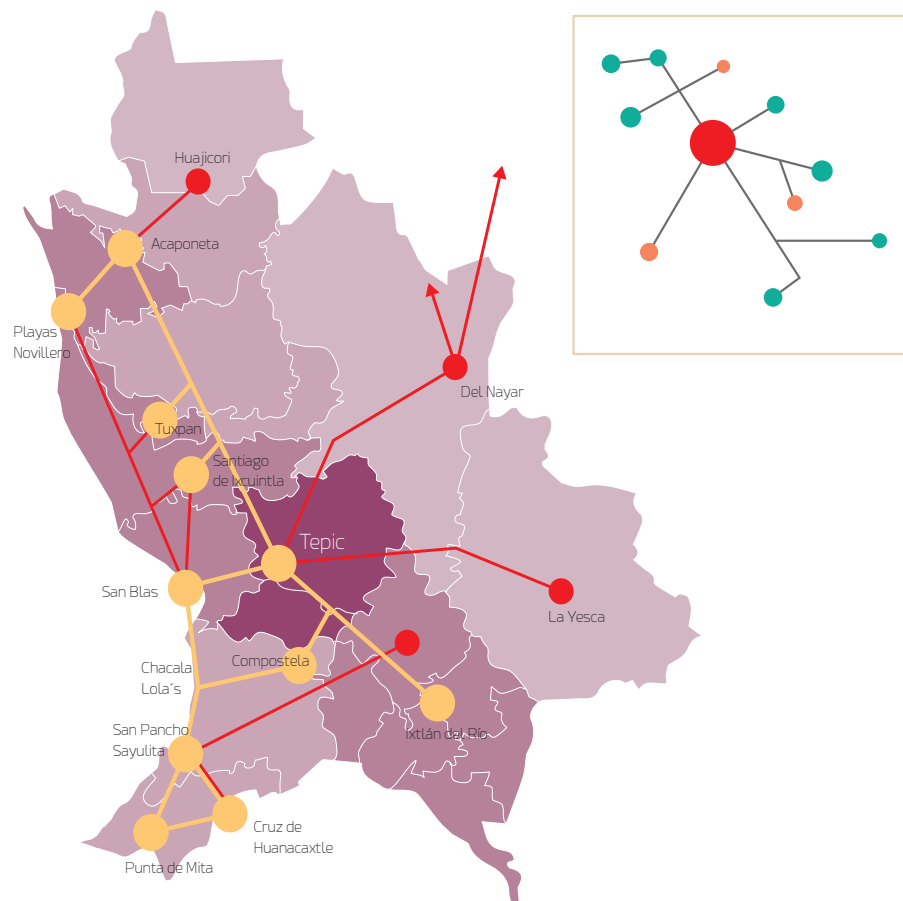 Huajicori
Acaponeta
Playas
Novillero
Del Nayar
Tuxpan
Santiago
de Ixcuintla
Tepic
San Blas
La Yesca
Compostela
Chacala
Lola´s
San Pancho
Sayulita
Ixtlán del Río
Cruz de
Huanacaxtle
Punta de Mita